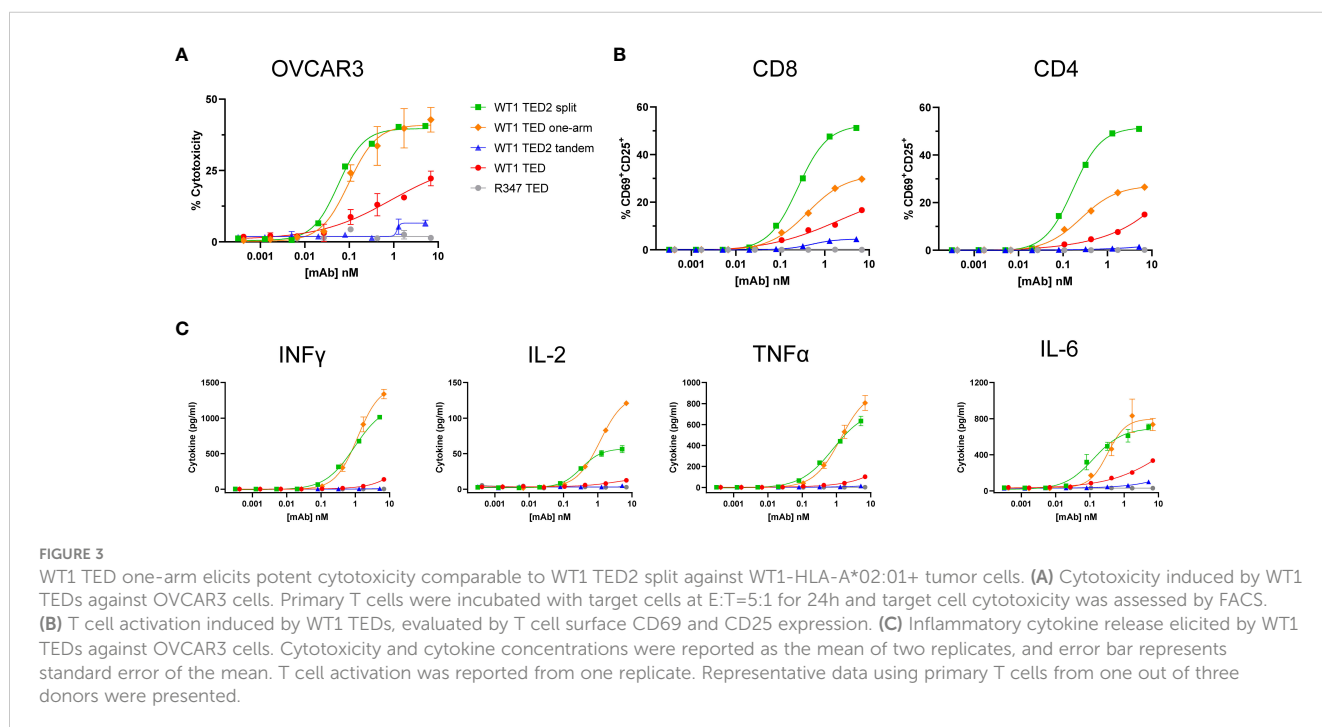 A
OVCAR3
% Cytotoxicity
50
25
0
0.001
0.01
0.1
1
10
[mAb] nM
WT1 TED2 split
WT1 TED one-arm
WT1 TED2 tandem
WT1 TED
R347 TED
B
CD8
% CD69+CD25+
60
40
20
0
0.001
0.01
0.1
1
10
[mAb] nM
CD4
% CD69+CD25+
60
40
20
0
0.001
0.01
0.1
1
10
[mAb] nM
C
INFγ
Cytokine (pg/ml)
1500
1000
500
0
0.001
0.01
0.1
1
10
[mAb] nM
IL-2
Cytokine (pg/ml)
150
100
50
0
0.001
0.01
0.1
1
10
[mAb] nM
TNFα
Cytokine (pg/ml)
1000
800
600
400
200
0
0.001
0.01
0.1
1
10
[mAb] nM
IL-6
Cytokine (pg/ml)
1200
800
400
0
0.001
0.01
0.1
1
10
[mAb] nM
FIGURE 3
WT1 TED one-arm elicits potent cytotoxicity comparable to WT1 TED2 split against WT1-HLA-A*02:01+ tumor cells. (A) Cytotoxicity induced by WT1
TEDs against OVCAR3 cells. Primary T cells were incubated with target cells at E:T=5:1 for 24h and target cell cytotoxicity was assessed by FACS.
(B) T cell activation induced by WT1 TEDs, evaluated by T cell surface CD69 and CD25 expression. (C) Inflammatory cytokine release elicited by WT1
TEDs against OVCAR3 cells. Cytotoxicity and cytokine concentrations were reported as the mean of two replicates, and error bar represents
standard error of the mean. T cell activation was reported from one replicate. Representative data using primary T cells from one out of three
donors were presented.